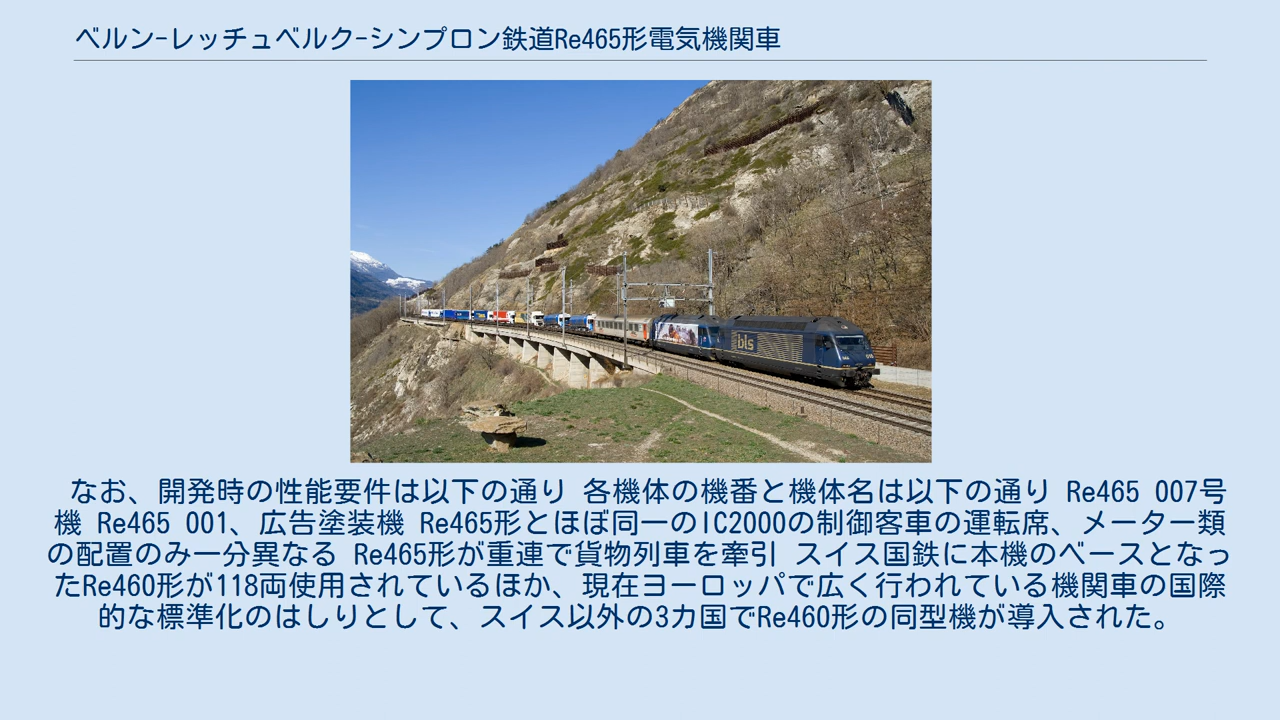 ベルン-レッチュベルク-シンプロン鉄道Re465形電気機関車
bls
なお、開発時の性能要件は以下の通り 各機体の機番と機体名は以下の通り Re465 007号
機 Re465 001、広告塗装機 Re465形とほぼ同一のIC2000の制御客車の運転席、メーター類
の配置のみ一分異なる Re465形が重連で貨物列車を牽引 スイス国鉄に本機のベースとなっ
たRe460形が118両使用されているほか、現在ヨーロッパで広く行われている機関車の国際
的な標準化のはしりとして、スイス以外の3カ国でRe460形の同型機が導入された。